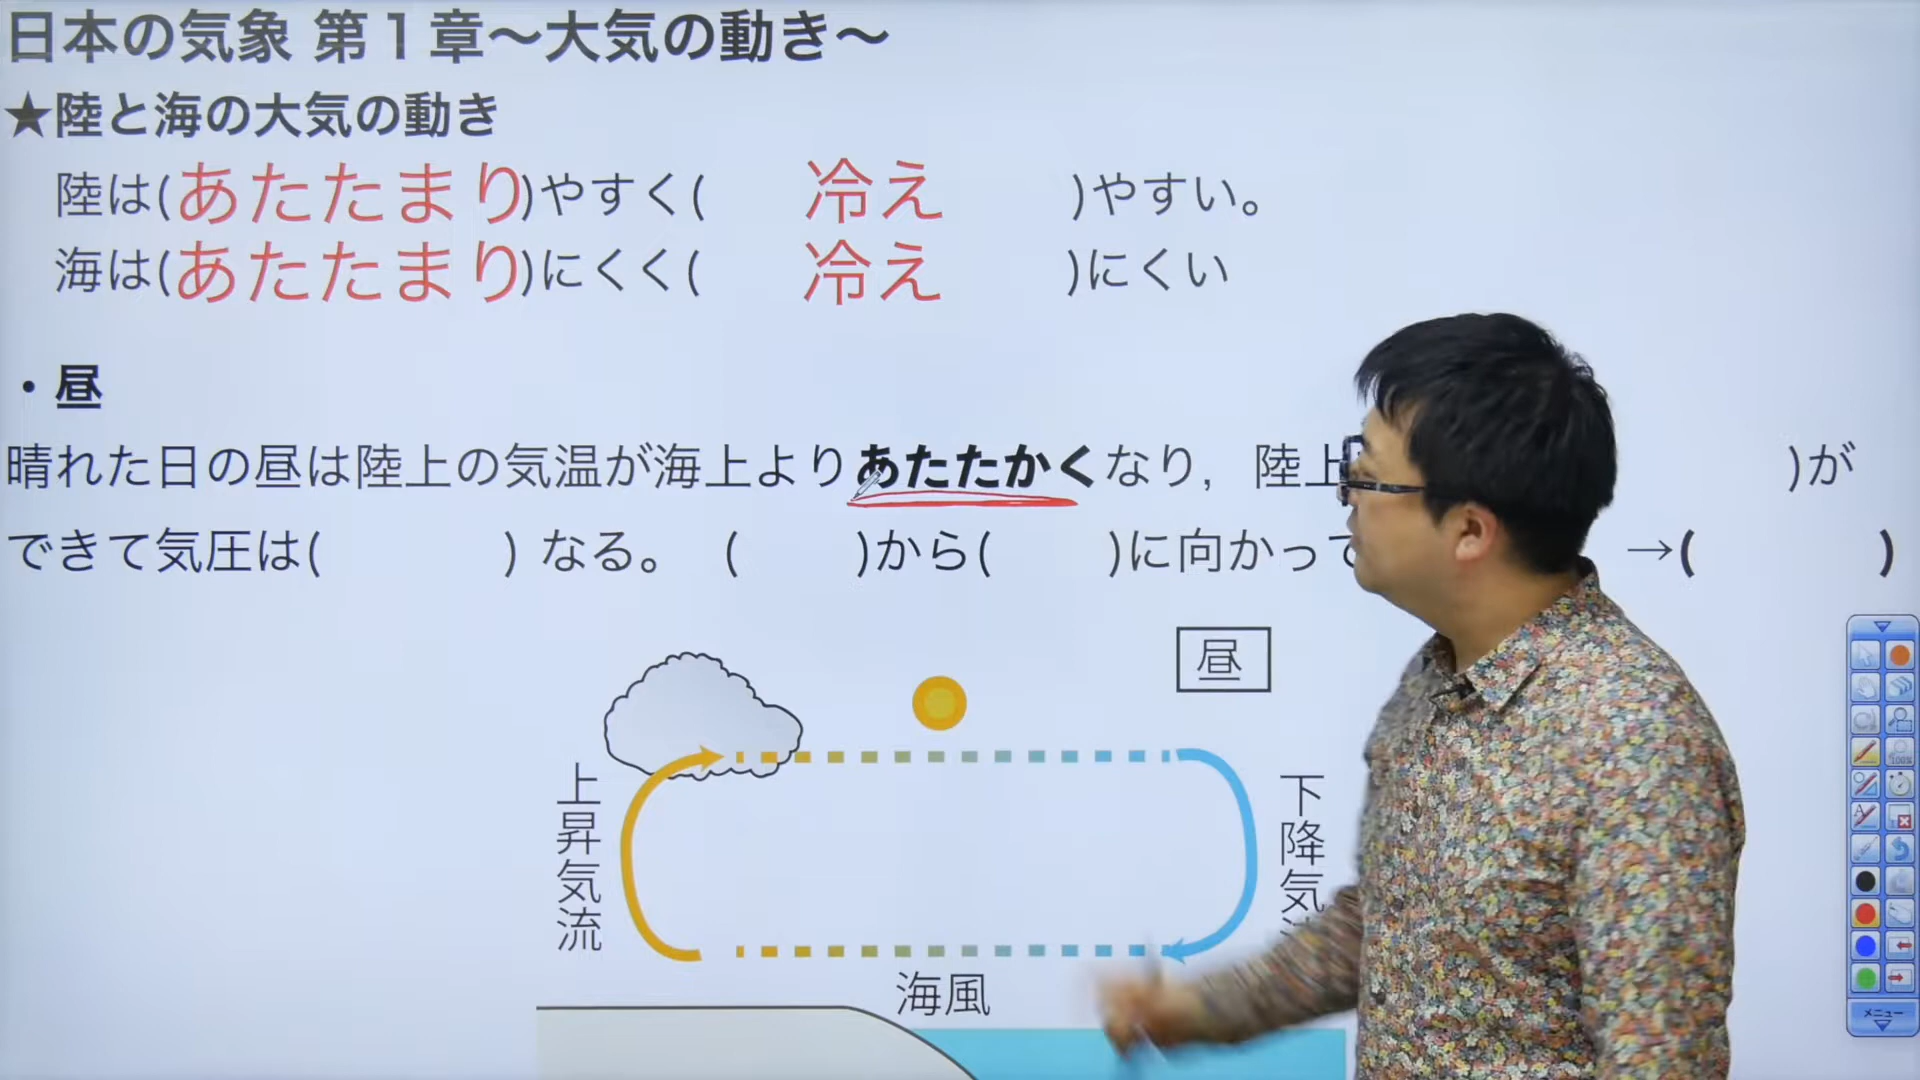 日本の気象 第１章〜大気の動き〜
★陸と海の大気の動き
陸は(あたたまり)やすく( 冷え )やすい。
海は(あたたまり)にくく( 冷え )にくい
・昼
晴れた日の昼は陸上の気温が海上よりあたたかくなり，陸上 )が
できて気圧は( ) なる。 ( )から( )に向かって →( )
昼
上昇気流
下降気
海風
100%
メニュー